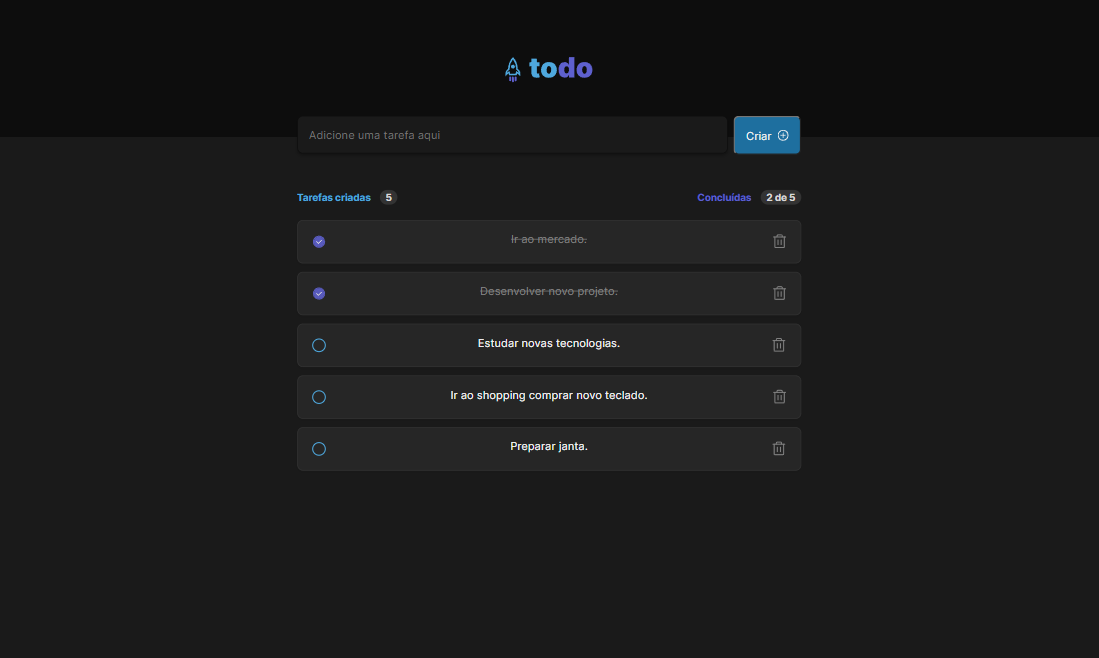 todo
Adicione uma tarefa aqui
Criar
Tarefas criadas 5
Concluídas 2 de 5
Ir ao mercado.
Desenvolver novo projeto.
Estudar novas tecnologias.
Ir ao shopping comprar novo teclado.
Preparar janta.